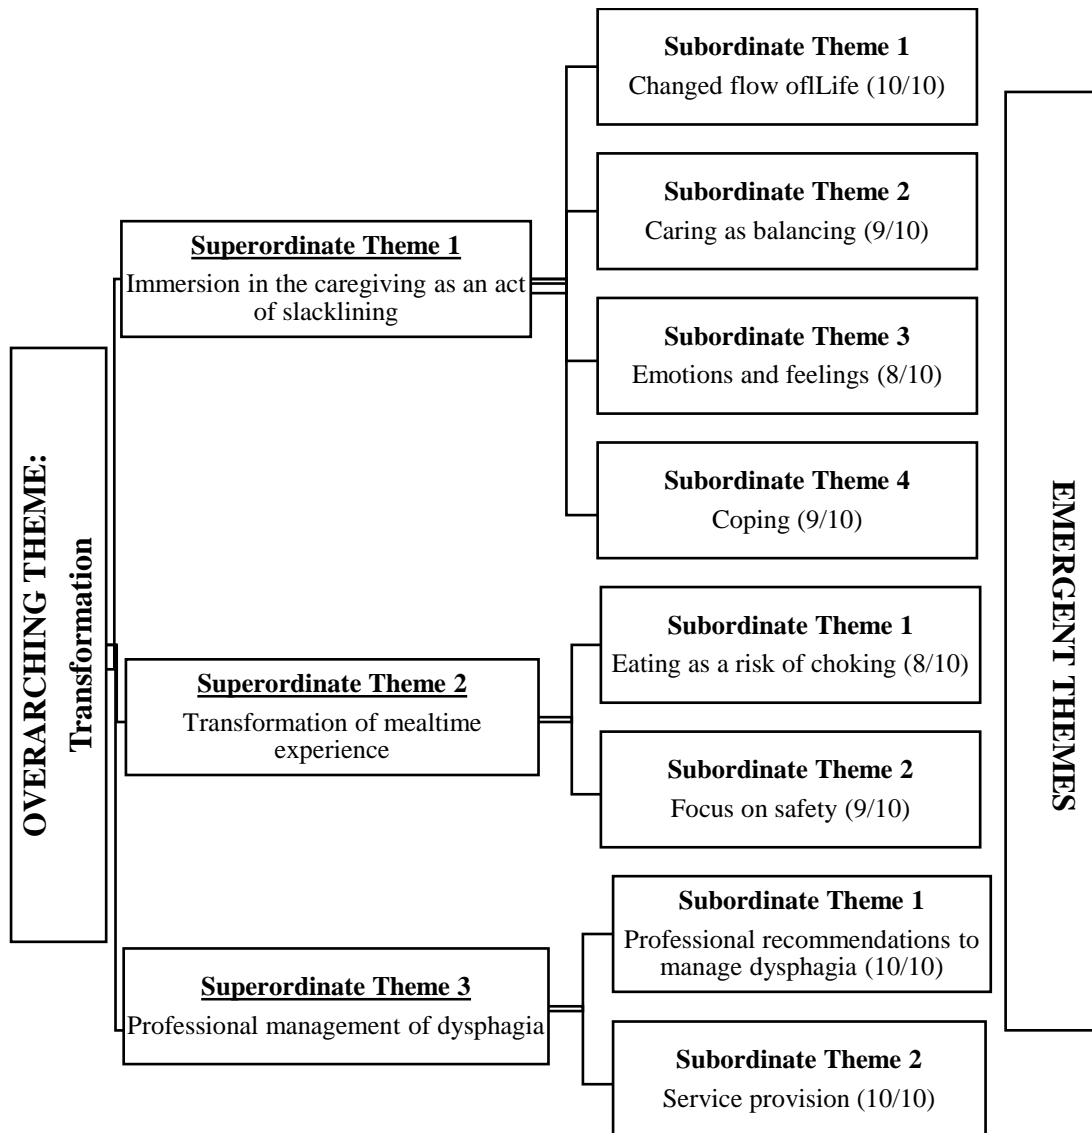 OVERARCHING THEME:
Transformation
Superordinate Theme 1
Immersion in the caregiving as an act
of slacklining
Subordinate Theme 1
Changed flow oflLife (10/10)
Subordinate Theme 2
Caring as balancing (9/10)
Subordinate Theme 3
Emotions and feelings (8/10)
Subordinate Theme 4
Coping (9/10)
Superordinate Theme 2
Transformation of mealtime
experience
Subordinate Theme 1
Eating as a risk of choking (8/10)
Subordinate Theme 2
Focus on safety (9/10)
Superordinate Theme 3
Professional management of dysphagia
Subordinate Theme 1
Professional recommendations to
manage dysphagia (10/10)
Subordinate Theme 2
Service provision (10/10)
EMERGENT THEMES